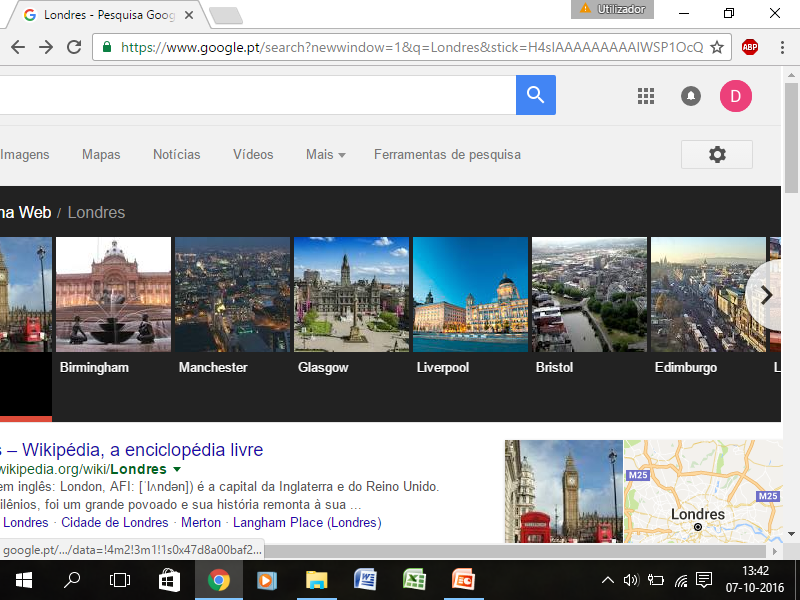 Londres - Pesquisa Goog
Utilizador
https://www.google.pt/search?newwindow=1&q=Londres&stick=H4sIAAAAAAAAAIWSP1OcQ
ABP
D
Imagens Mapas Notícias Vídeos Mais Ferramentas de pesquisa
na Web / Londres
Birmingham Manchester Glasgow Liverpool Bristol Edimburgo L
s – Wikipédia, a enciclopédia livre
wikipedia.org/wiki/Londres
em inglês: London, AFI: [ˈlʌndən]) é a capital da Inglaterra e do Reino Unido.
ilênios, foi um grande povoado e sua história remonta à sua ...
Londres · Cidade de Londres · Merton · Langham Place (Londres)
M25
M25
Londres
google.pt/.../data=!4m2!3m1!1s0x47d8a00baf2...
13:42
07-10-2016